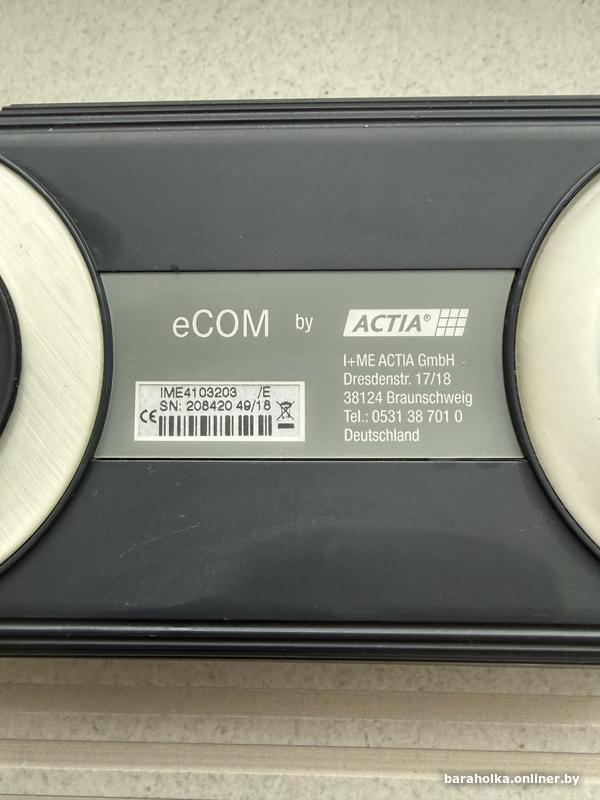 eCOM by ACTIA®
I+ME ACTIA GmbH
Dresdenstr. 17/18
38124 Braunschweig
Tel.: 0531 38 701 0
Deutschland
IME4103203 /E
SN: 208420 49/18
CE
baraholka.onliner.by